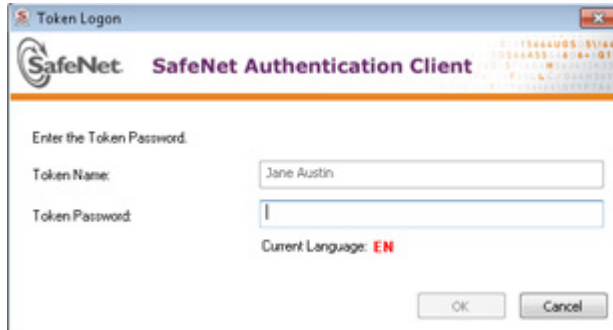 Token Logon
SafeNet. SafeNet Authentication Client
Enter the Token Password.
Token Name: Jane Austin
Token Password:
Current Language: EN
OK Cancel